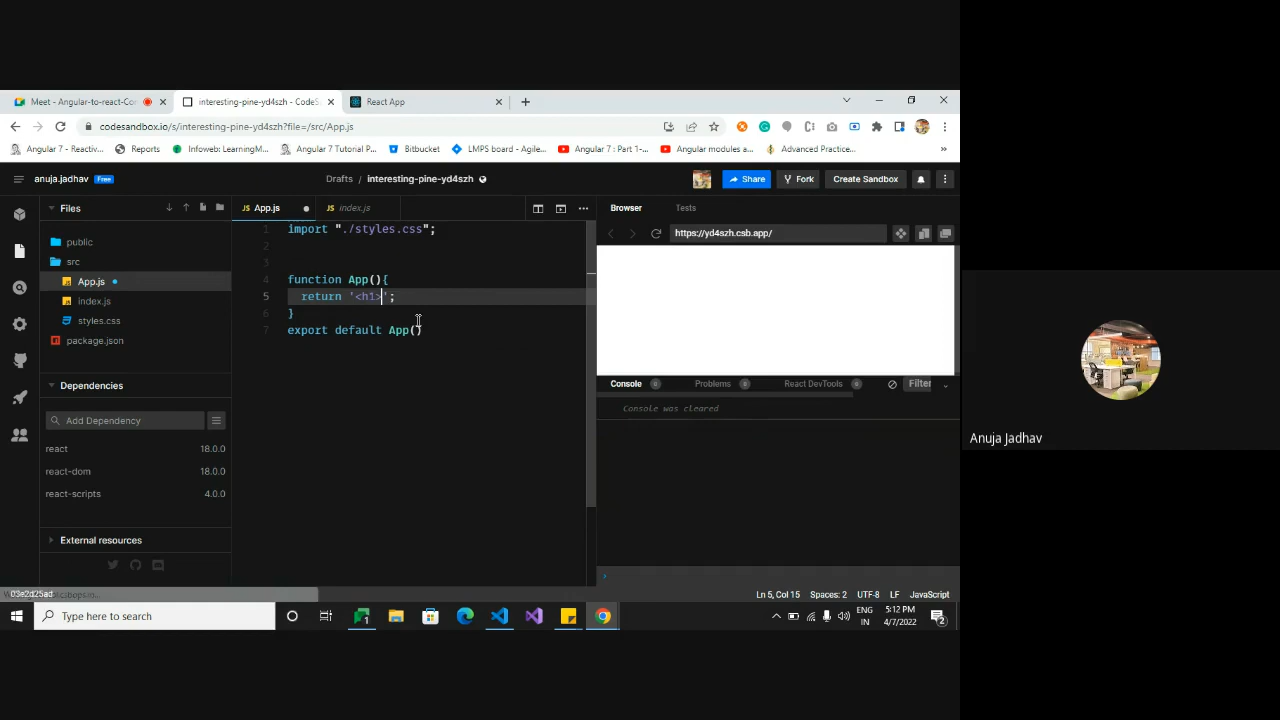 Meet - Angular-to-react-Cor
interesting-pine-yd4szh - CodeS
React App
codesandbox.io/s/interesting-pine-yd4szh?file=/src/App.js
Angular 7 - Reactiv...
Reports
Infoweb: LearningM...
Angular 7 Tutorial P...
Bitbucket
LMPS board - Agile...
Angular 7 : Part 1-...
Angular modules a...
Advanced Practice...
»
anuja.jadhav
Free
Drafts / interesting-pine-yd4szh
Share
Fork
Create Sandbox
Files
App.js
index.js
Browser
Tests
public
src
App.js
index.js
styles.css
package.json
1 import "./styles.css";
2
3
4 function App(){
5 return '<h1>';
6 }
7 export default App()
https://yd4szh.csb.app/
Console 0
Problems 0
React DevTools 0
Filter
Console was cleared
Dependencies
Add Dependency
react 18.0.0
react-dom 18.0.0
react-scripts 4.0.0
External resources
03e2d25ad
Ln 5, Col 15
Spaces: 2
UTF-8
LF
JavaScript
Type here to search
ENG
IN
5:12 PM
4/7/2022
2
Anuja Jadhav